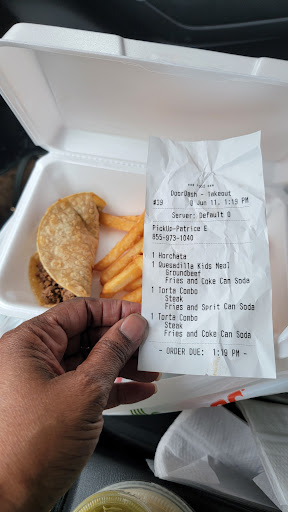 DoorDash - Takeout
#39 @ Jun 11, 1:19 PM
Server: Default O
PickUp-Patrice E
855-973-1040
1 Horchata
1 Quesadilla Kids Meal
Groundbeef
Fries and Coke Can Soda
1 Torta Combo
Steak
Fries and Sprit Can Soda
1 Torta Combo
Steak
Fries and Coke Can Soda
- ORDER DUE: 1:19 PM -